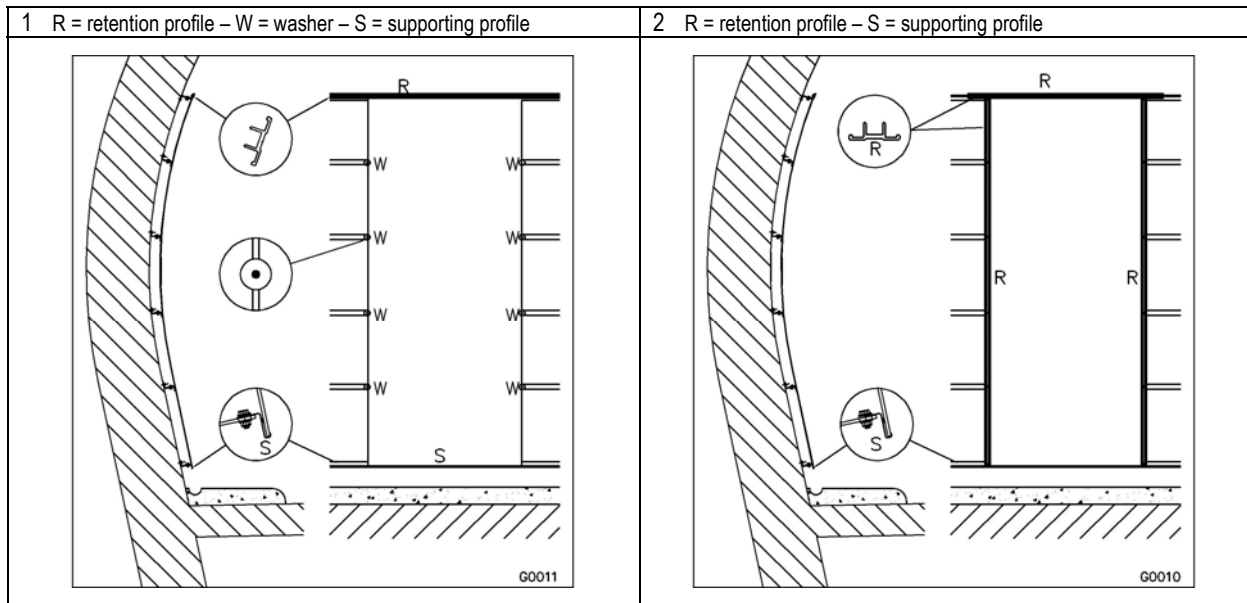 1 R = retention profile – W = washer – S = supporting profile
2 R = retention profile – S = supporting profile
R
W W
W W
W W
W W
S
S
G0011
R
R
R R
S
G0010